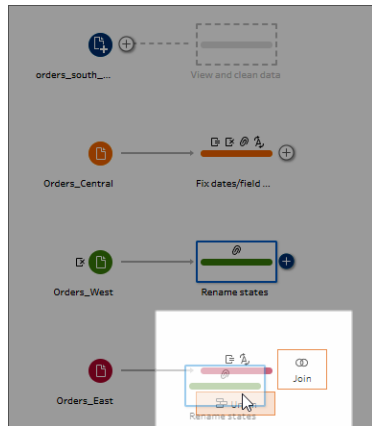 orders_south_...
View and clean data
Orders_Central
Fix dates/field ...
Orders_West
Rename states
Join
Orders_East
Rename states